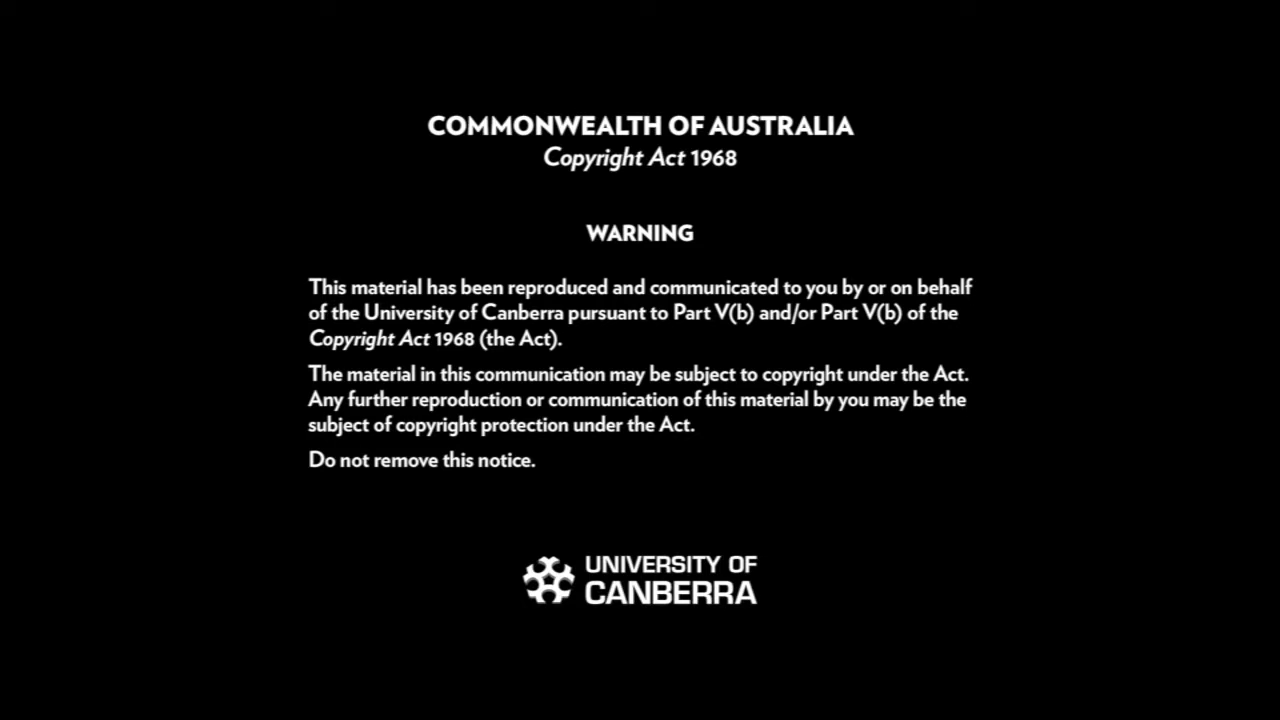 COMMONWEALTH OF AUSTRALIA
Copyright Act 1968
WARNING
This material has been reproduced and communicated to you by or on behalf
of the University of Canberra pursuant to Part V(b) and/or Part V(b) of the
Copyright Act 1968 (the Act).
The material in this communication may be subject to copyright under the Act.
Any further reproduction or communication of this material by you may be the
subject of copyright protection under the Act.
Do not remove this notice.
UNIVERSITY OF
CANBERRA